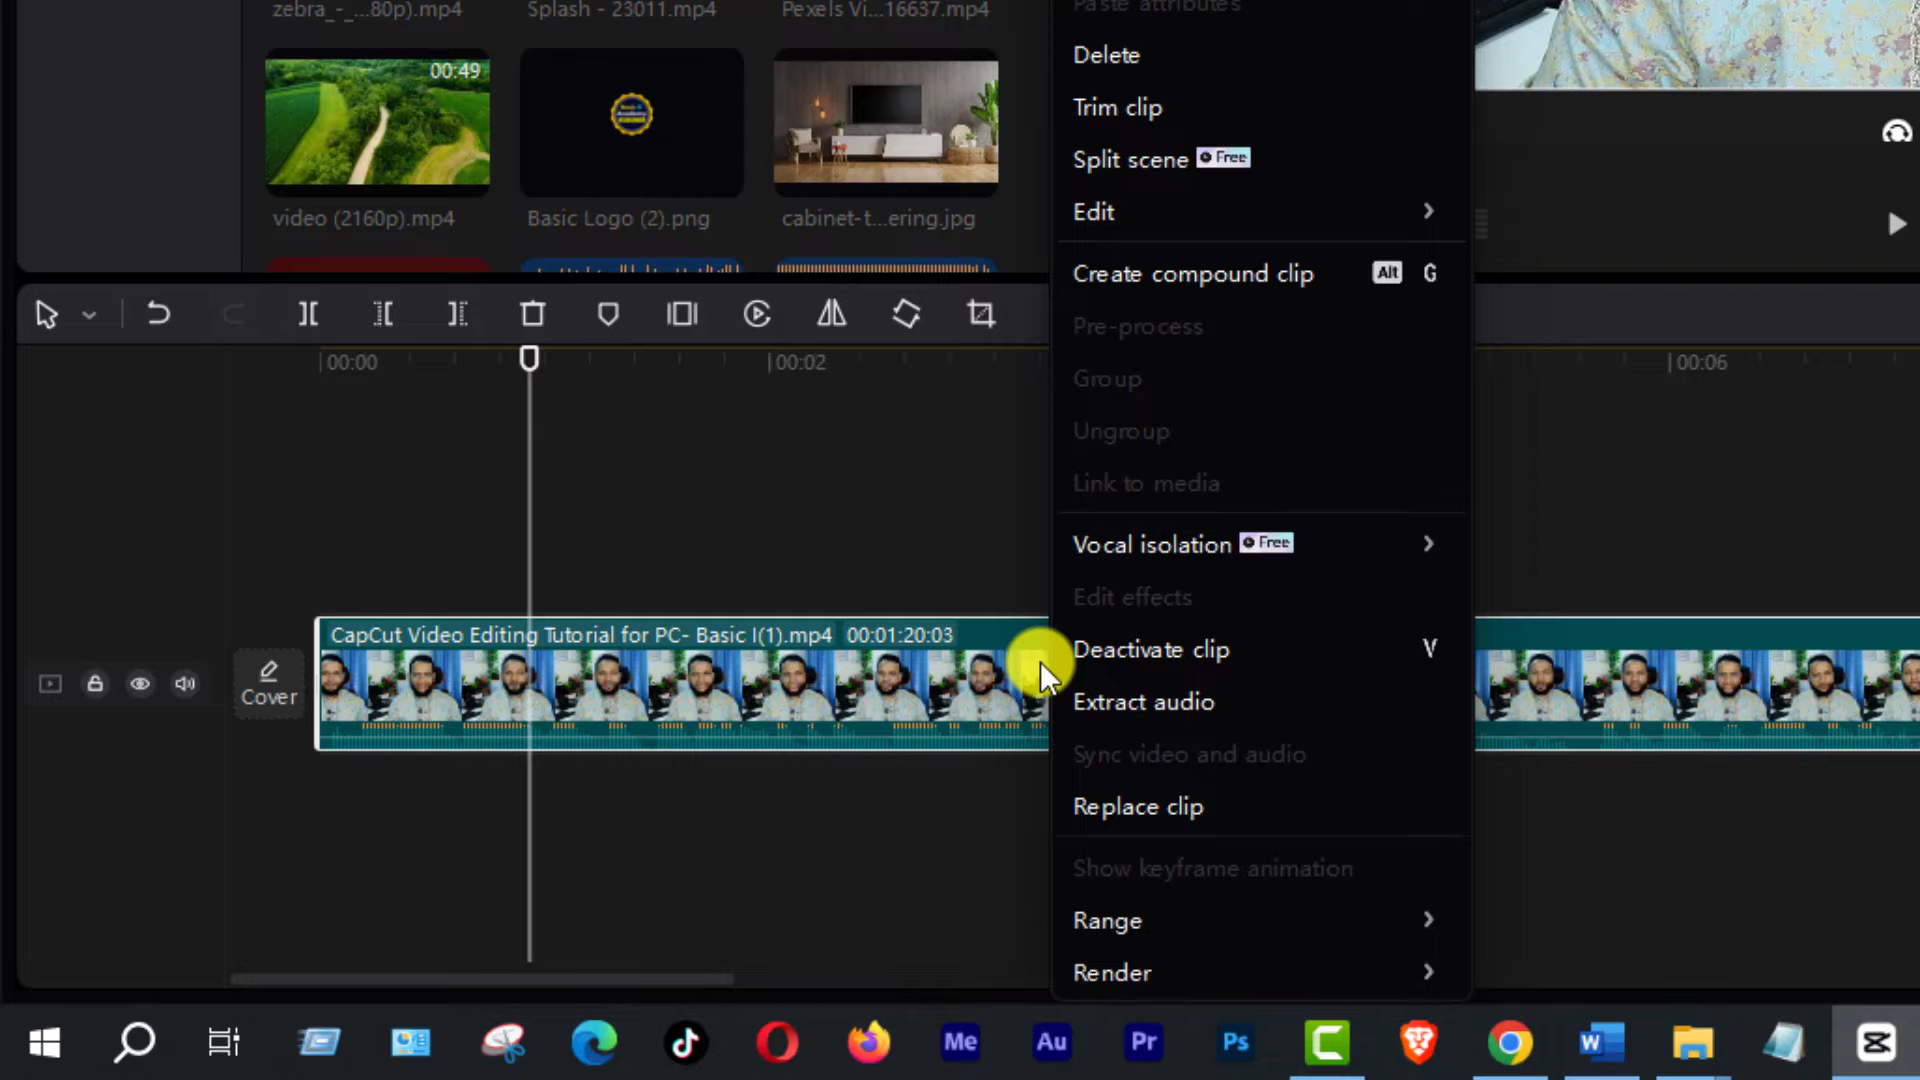 zebra_-_...80p).mp4
Splash - 23011.mp4
Pexels Vi...16637.mp4
00:49
video (2160p).mp4
Basic Logo (2).png
cabinet-t...ering.jpg
Paste attributes
Delete
Trim clip
Split scene Free
Edit
Create compound clip Alt G
Pre-process
Group
Ungroup
Link to media
Vocal isolation Free
Edit effects
Deactivate clip V
Extract audio
Sync video and audio
Replace clip
Show keyframe animation
Range
Render
00:00
00:02
00:06
CapCut Video Editing Tutorial for PC- Basic I(1).mp4 00:01:20:03
Cover
Me
Au
Pr
Ps
W